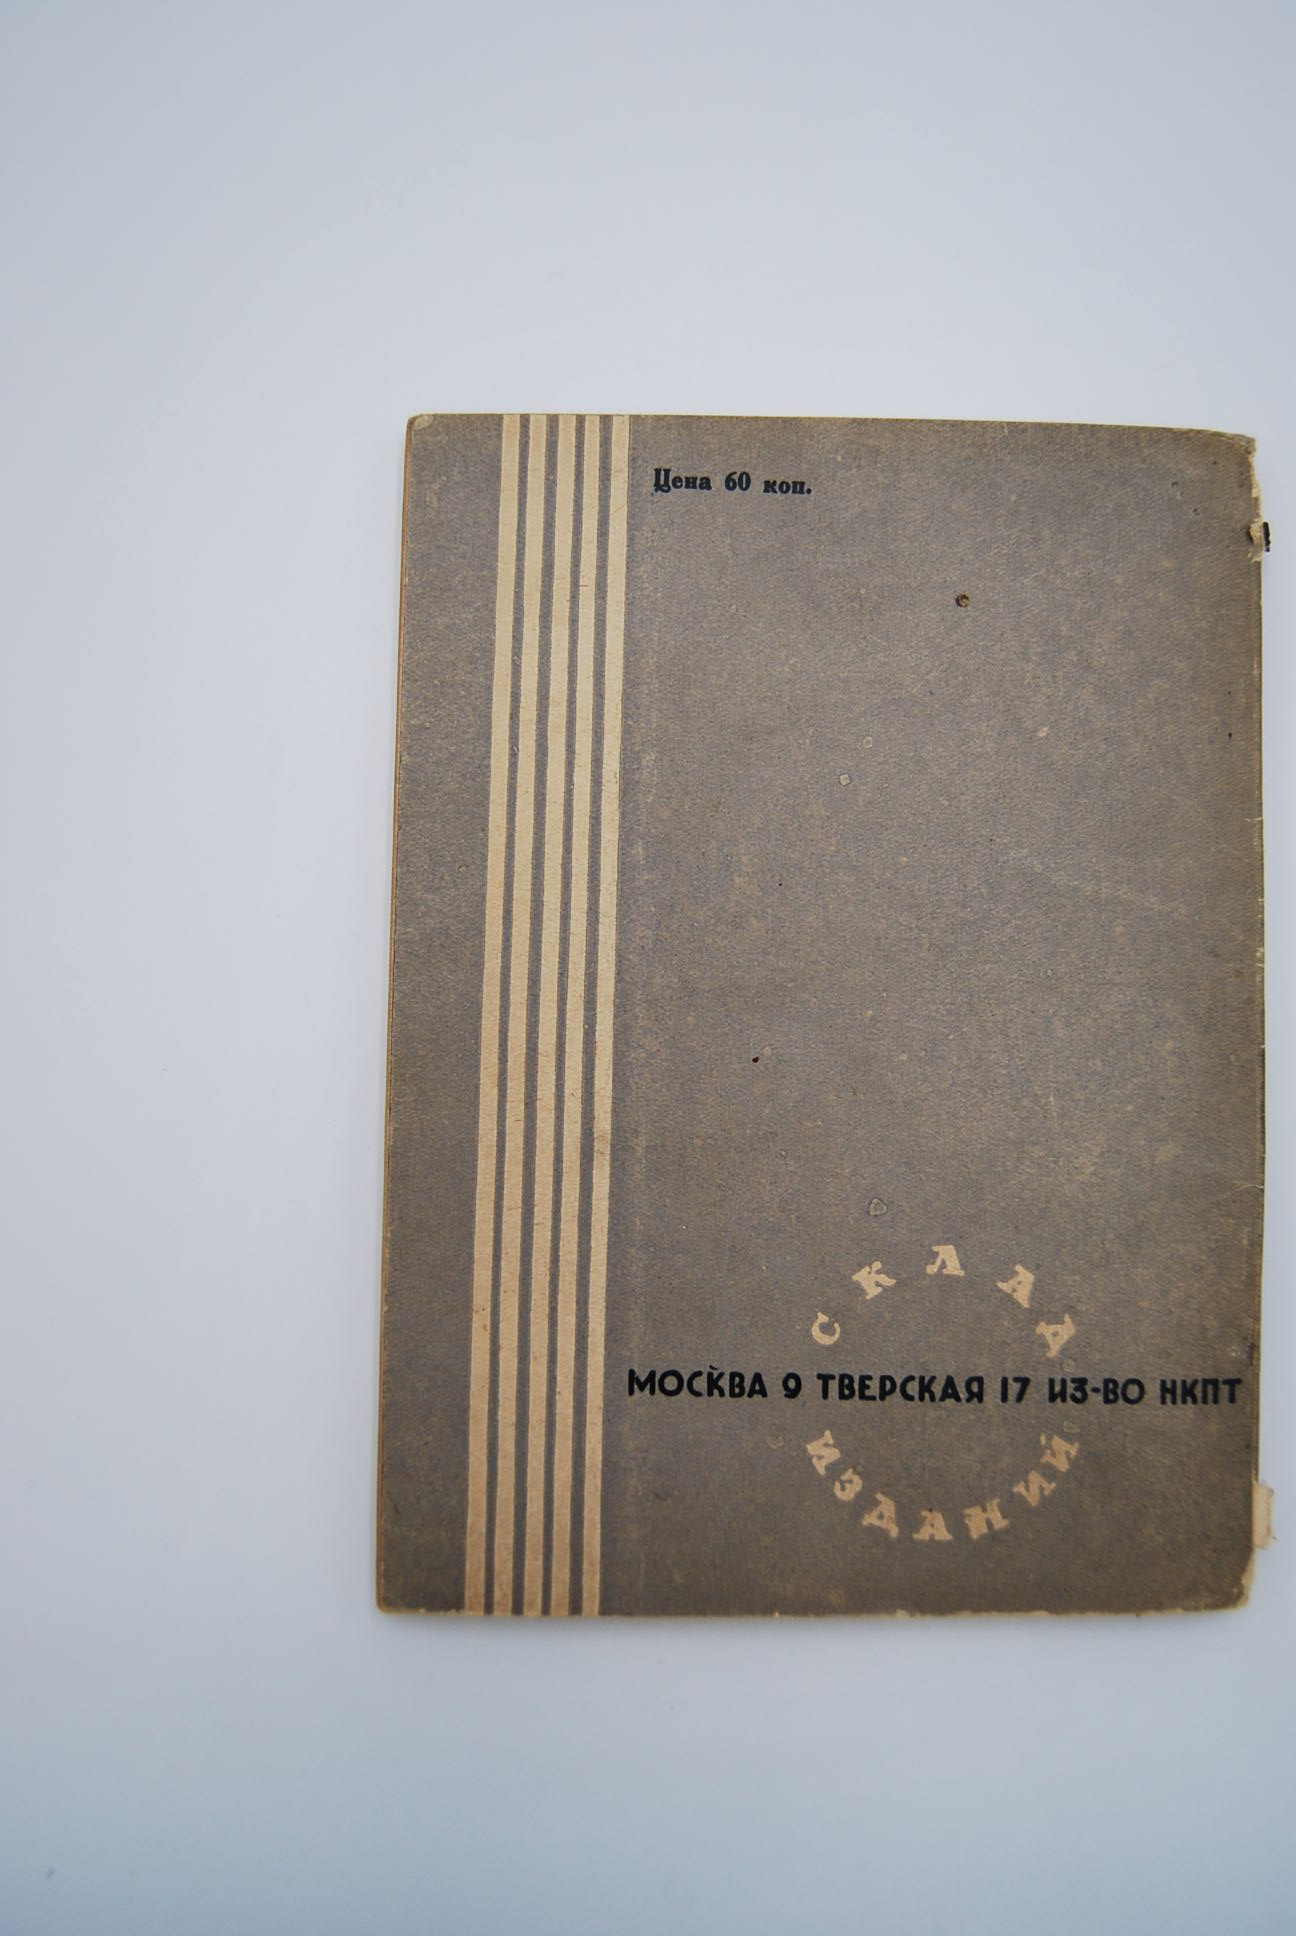 Цена 60 коп.
СКЛАД
МОСКВА 9 ТВЕРСКАЯ 17 ИЗ-ВО НКПТ
ИЗДАНИЙ